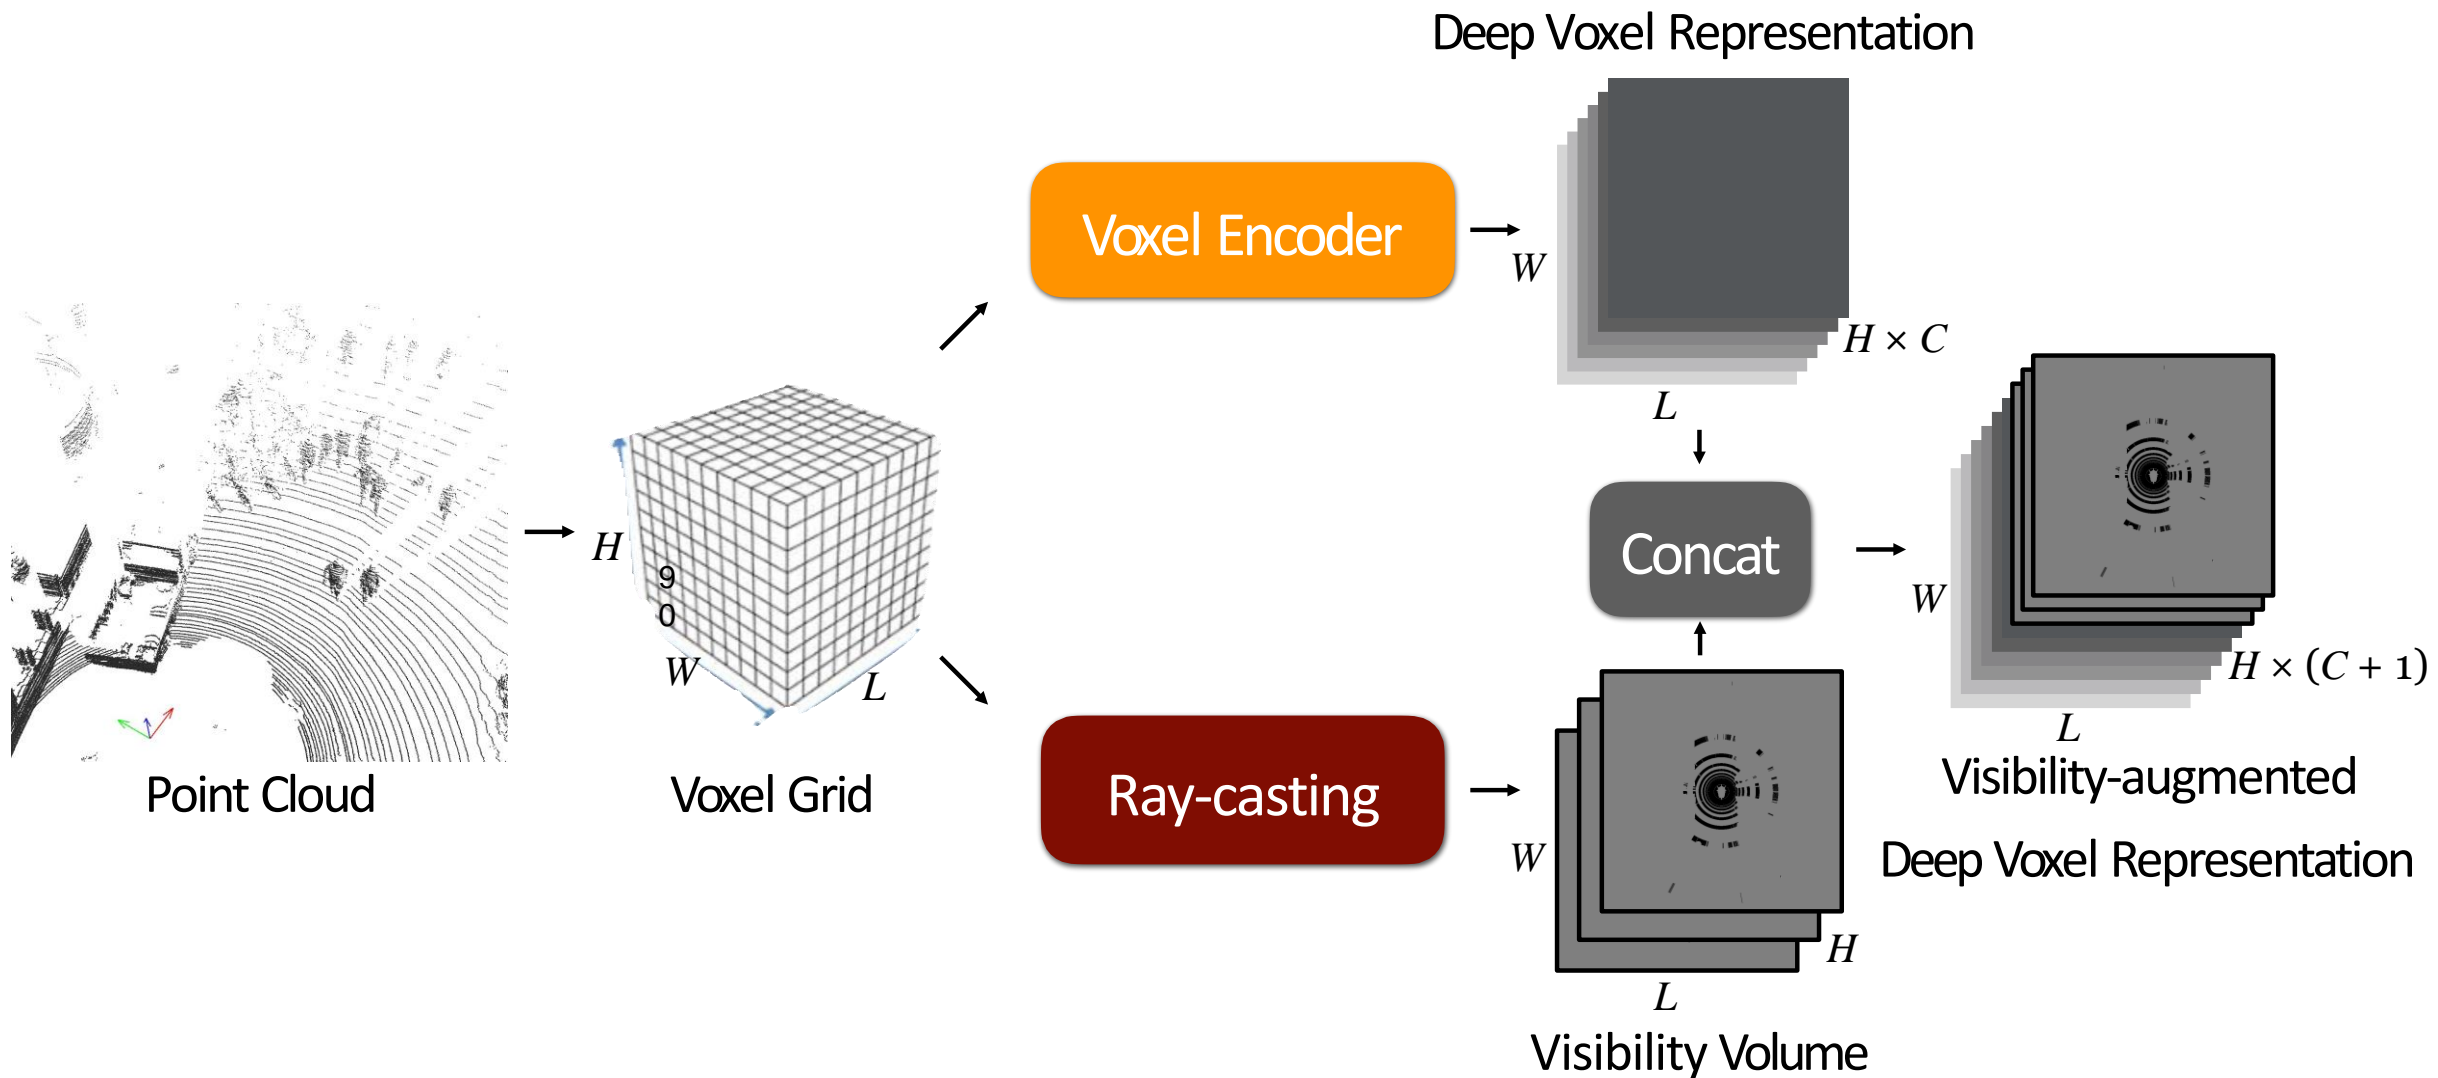 Deep Voxel Representation
Voxel Encoder
W
H × C
L
H
9
0
W
L
Concat
W
H × (C + 1)
L
Point Cloud
Voxel Grid
Ray-casting
W
H
L
Visibility-augmented
Deep Voxel Representation
Visibility Volume